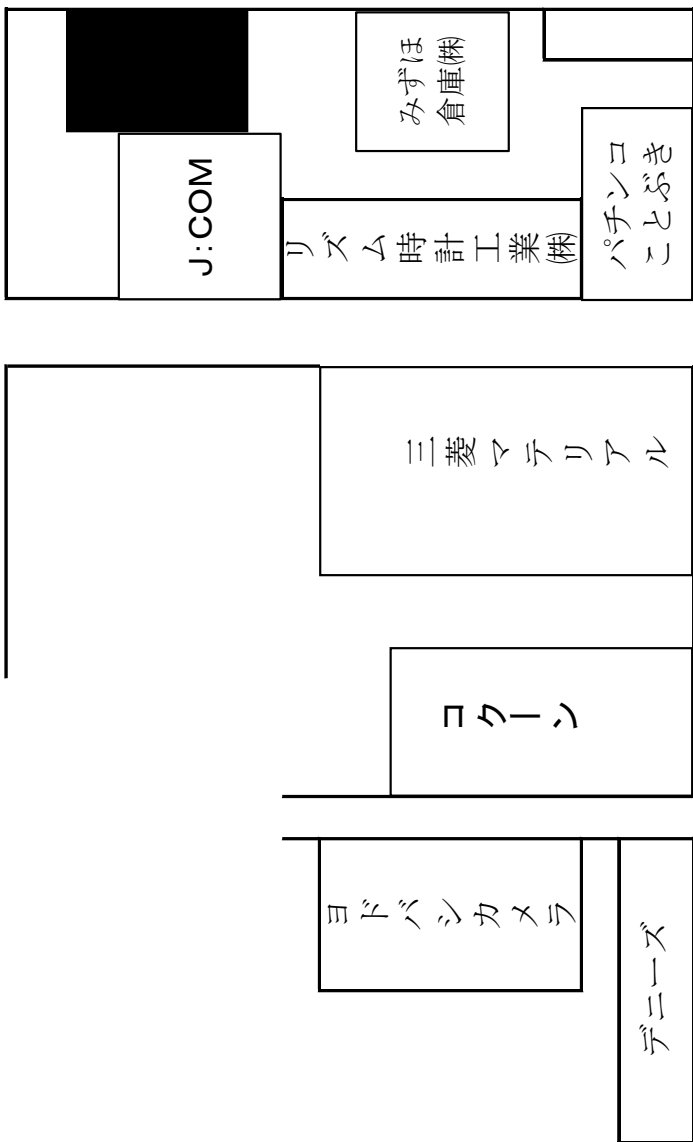 みずほ
倉庫㈱
J:COM
リズム時計工業㈱
パチンコ
ことぶき
三菱マテリアル
コクーン
ヨドバシカメラ
デニーズ